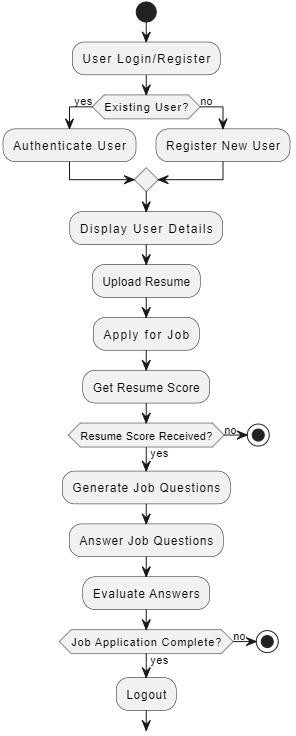 User Login/Register
yes
Existing User?
no
Authenticate User
Register New User
Display User Details
Upload Resume
Apply for Job
Get Resume Score
Resume Score Received?
no
yes
Generate Job Questions
Answer Job Questions
Evaluate Answers
Job Application Complete?
no
yes
Logout